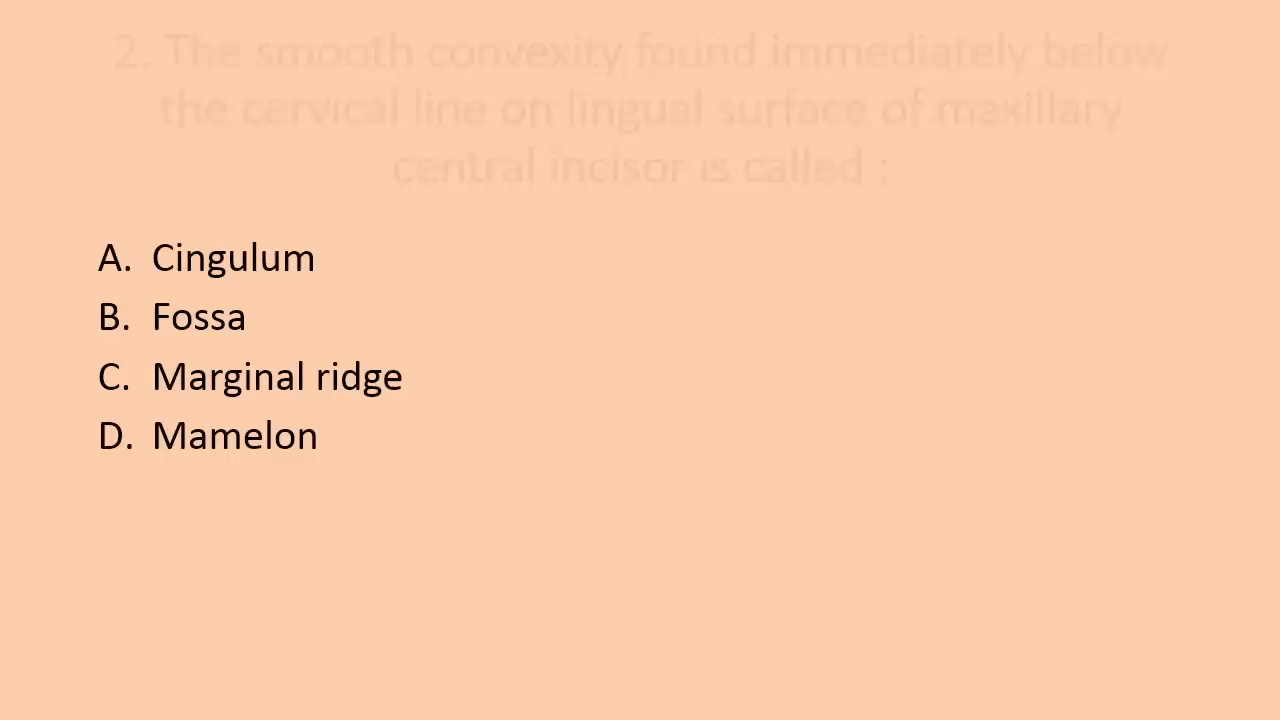 2. The smooth convexity found immediately below
the cervical line on lingual surface of maxillary
central incisor is called :
A. Cingulum
B. Fossa
C. Marginal ridge
D. Mamelon